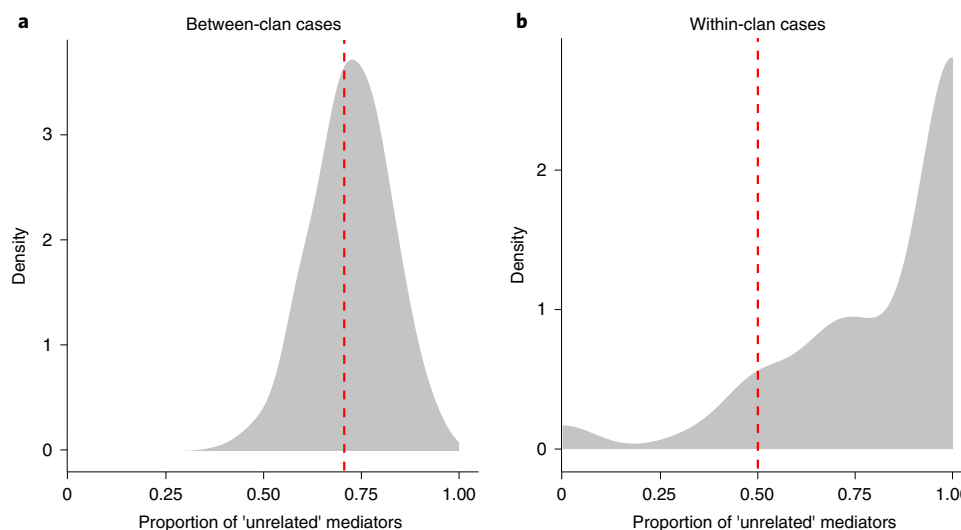 a
Between-clan cases
3
2
1
0
Density
0
0.25
0.50
0.75
1.00
Proportion of 'unrelated' mediators
b
Within-clan cases
2
1
0
Density
0
0.25
0.50
0.75
1.00
Proportion of 'unrelated' mediators